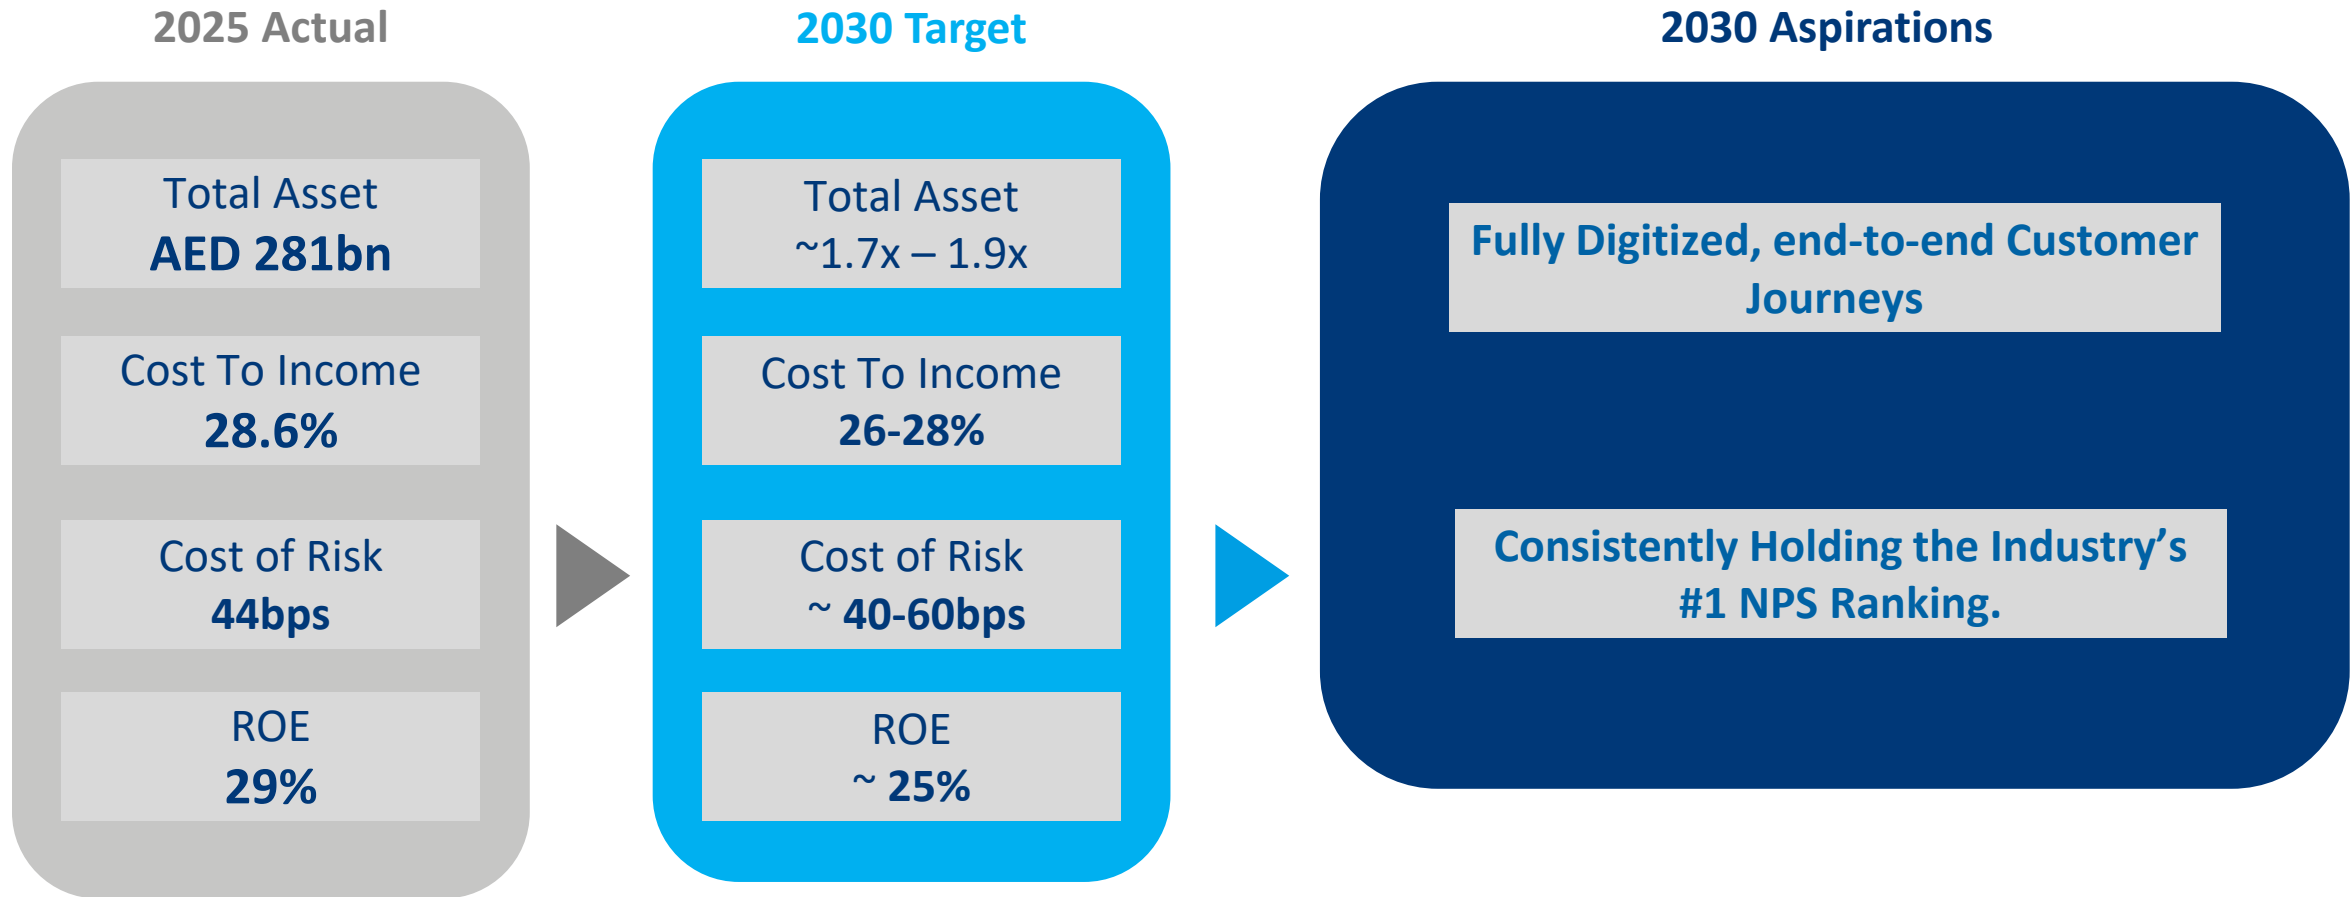 2025 Actual
Total Asset
AED 281bn
Cost To Income
28.6%
Cost of Risk
44bps
ROE
29%
2030 Target
Total Asset
~1.7x – 1.9x
Cost To Income
26-28%
Cost of Risk
~ 40-60bps
ROE
~ 25%
2030 Aspirations
Fully Digitized, end-to-end Customer
Journeys
Consistently Holding the Industry’s
#1 NPS Ranking.